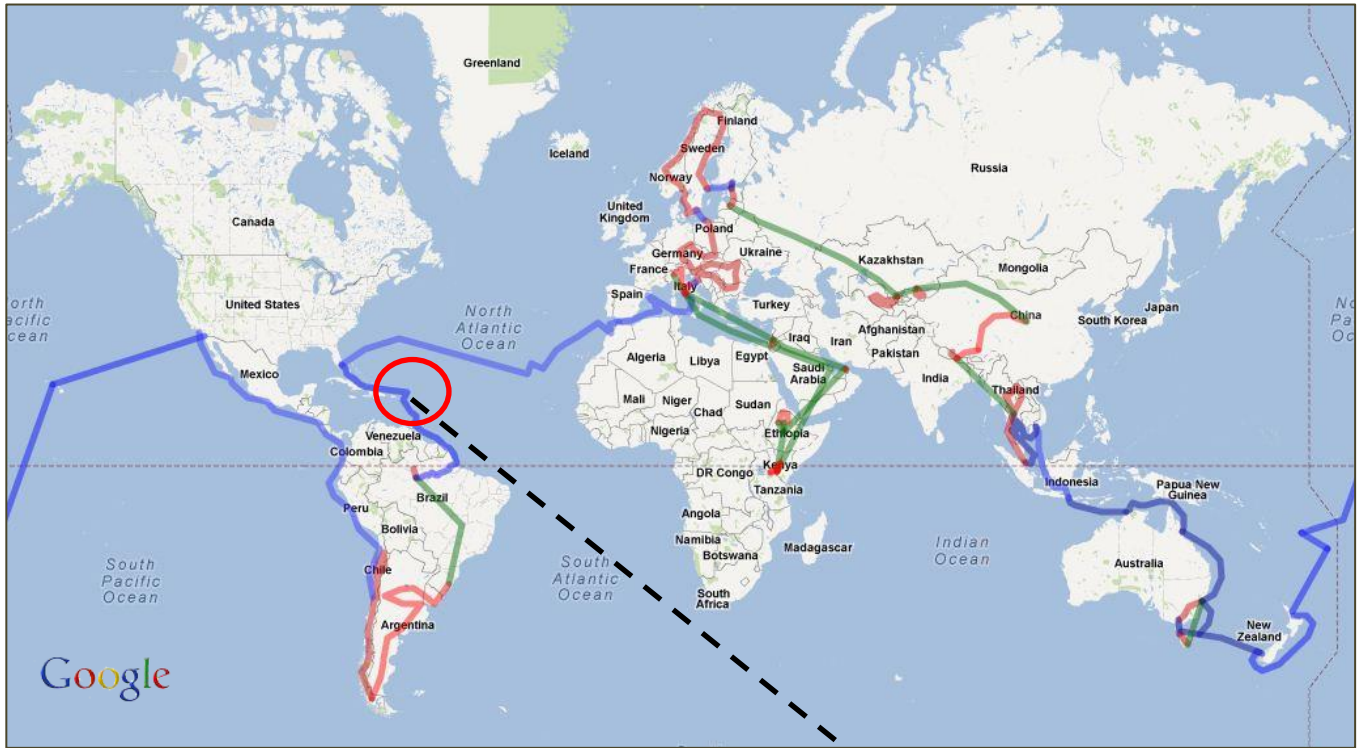 Greenland
Iceland
Finland
Sweden
Norway
Russia
Canada
United
Kingdom
Poland
Germany
Ukraine
France
Kazakhstan
Mongolia
Italy
Spain
Turkey
United States
North
Atlantic
Ocean
China
South Korea
Japan
Afghanistan
Iraq
Iran
Pakistan
Algeria
Libya
Egypt
Saudi
Arabia
India
Mexico
Mali
Niger
Chad
Sudan
Thailand
Nigeria
Ethiopia
Venezuela
Colombia
DR Congo
Kenya
Tanzania
Indonesia
Papua New
Guinea
Brazil
Peru
Bolivia
Angola
Namibia
Botswana
Madagascar
Indian
Ocean
Australia
South
Pacific
Ocean
Chile
South
Atlantic
Ocean
South
Africa
Argentina
New
Zealand
Google